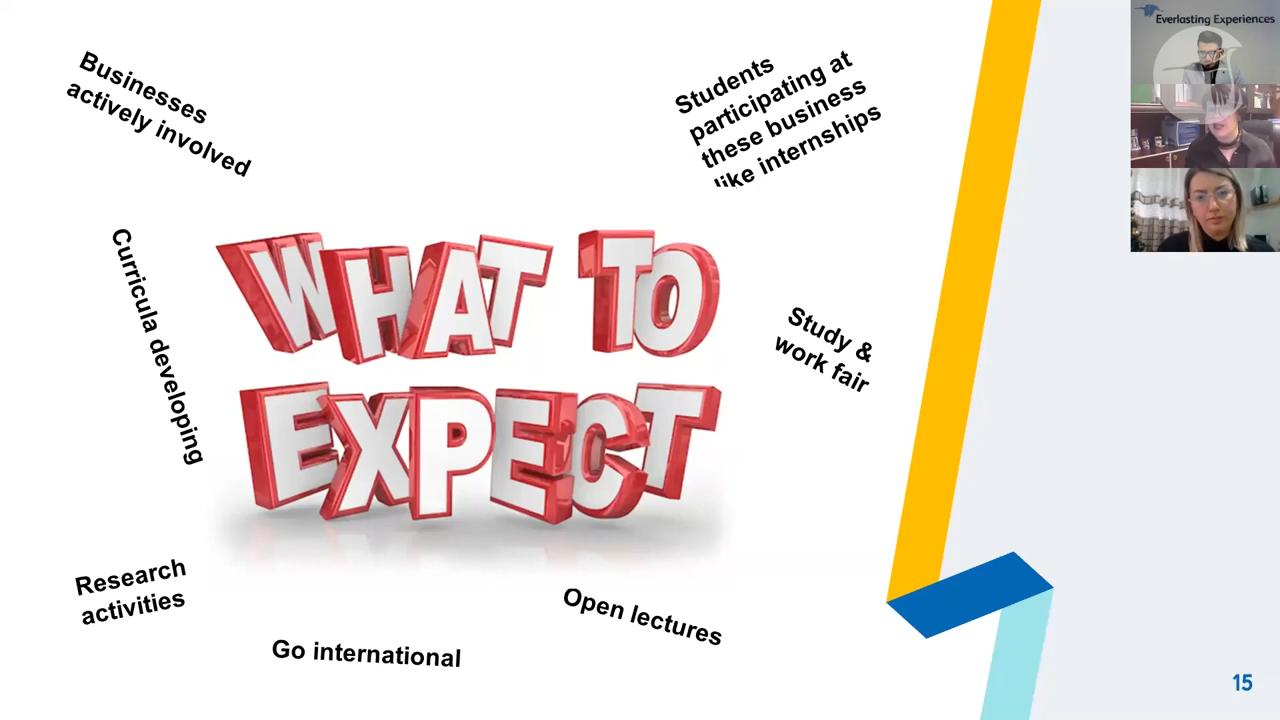 Businesses
actively involved
Students
participating at
these business
like internships
Everlasting Experiences
Curricula developing
WHAT TO
EXPECT
Study &
work fair
Research
activities
Go international
Open lectures
15